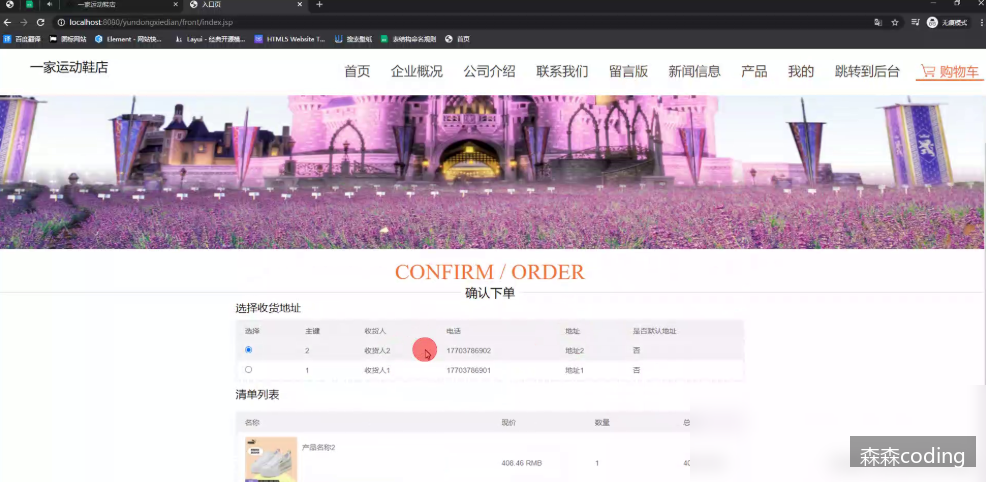 一家运动鞋店
入口页
localhost:8080/yundongxiedian/front/index.jsp
无痕模式
百度翻译
图标网站
Element - 网站快...
Layui - 经典开源模...
HTML5 Website T...
表结构命名规则
首页
一家运动鞋店
首页
企业概况
公司介绍
联系我们
留言版
新闻信息
产品
我的
跳转到后台
购物车
CONFIRM / ORDER
确认下单
选择收货地址
选择 主键 收货人 电话 地址 是否默认地址
2 收货人2 17703786902 地址2 否
1 收货人1 17703786901 地址1 否
清单列表
名称 现价 数量 总
产品名称2
408.46 RMB 1 40
森森coding